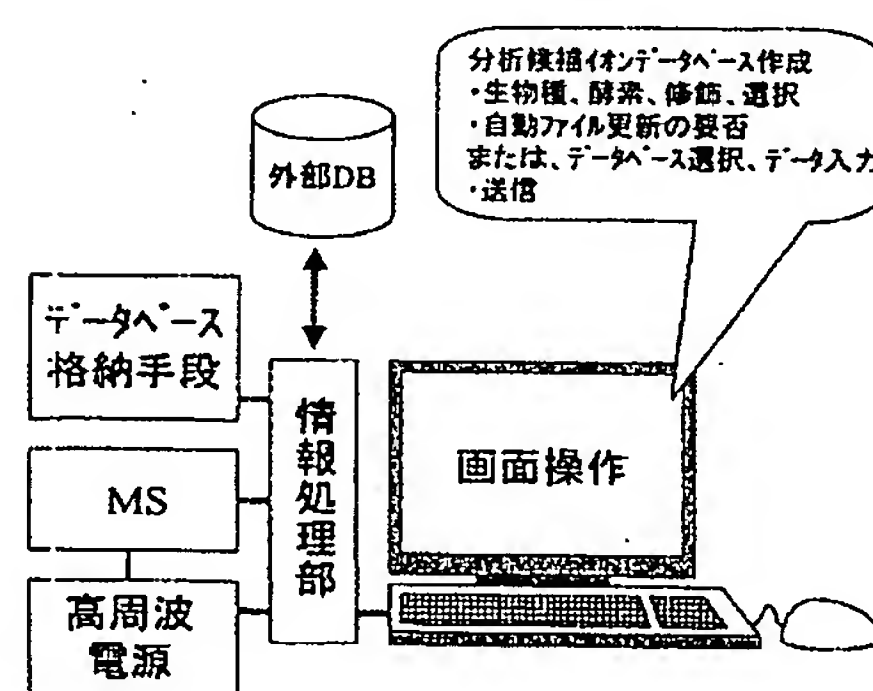 分析候補イオンデータベース作成
・生物種、酵素、修飾、選択
・自動ファイル更新の要否
または、データベース選択、データ入力
・送信
外部DB
データベース
格納手段
情報処理部
画面操作
MS
高周波
電源